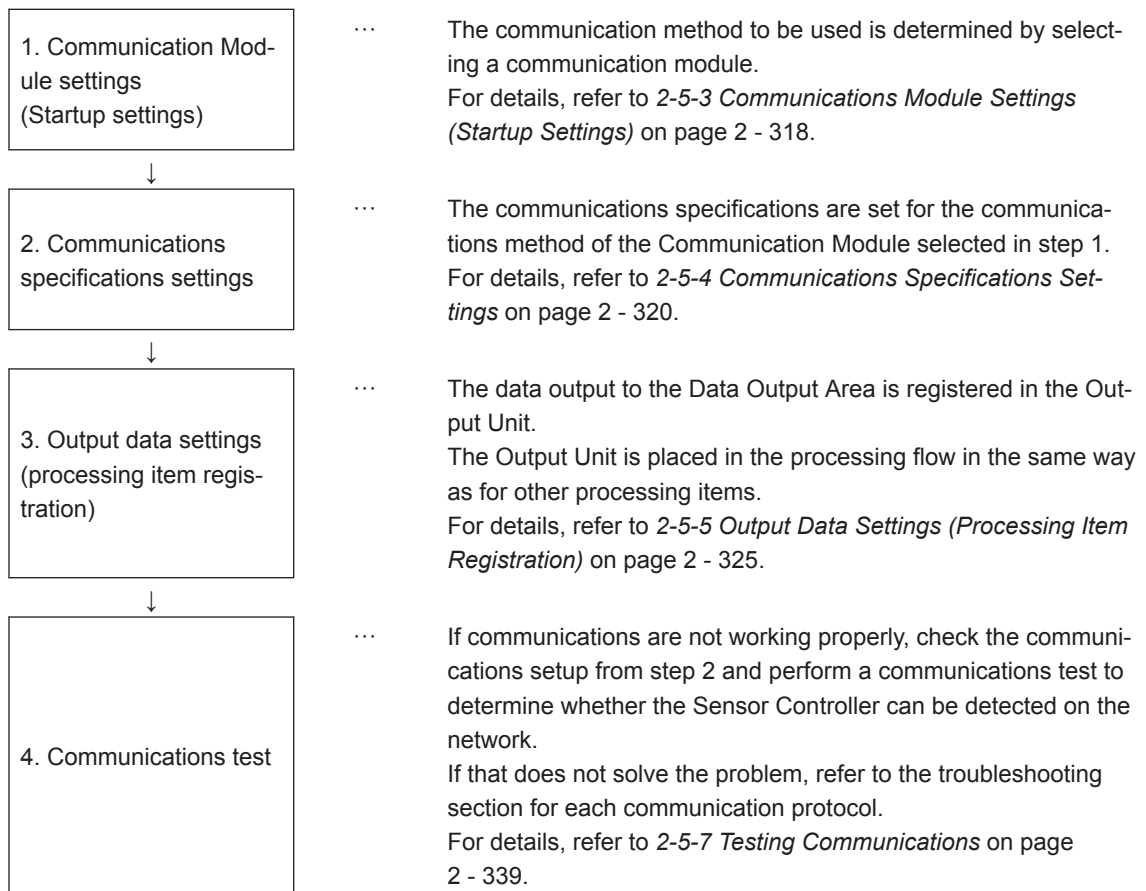 1. Communication Mod-
ule settings
(Startup settings)
… The communication method to be used is determined by select-
ing a communication module.
For details, refer to 2-5-3 Communications Module Settings
(Startup Settings) on page 2 - 318.
↓
2. Communications
specifications settings
… The communications specifications are set for the communica-
tions method of the Communication Module selected in step 1.
For details, refer to 2-5-4 Communications Specifications Set-
tings on page 2 - 320.
↓
3. Output data settings
(processing item regis-
tration)
… The data output to the Data Output Area is registered in the Out-
put Unit.
The Output Unit is placed in the processing flow in the same way
as for other processing items.
For details, refer to 2-5-5 Output Data Settings (Processing Item
Registration) on page 2 - 325.
↓
4. Communications test
… If communications are not working properly, check the communi-
cations setup from step 2 and perform a communications test to
determine whether the Sensor Controller can be detected on the
network.
If that does not solve the problem, refer to the troubleshooting
section for each communication protocol.
For details, refer to 2-5-7 Testing Communications on page
2 - 339.